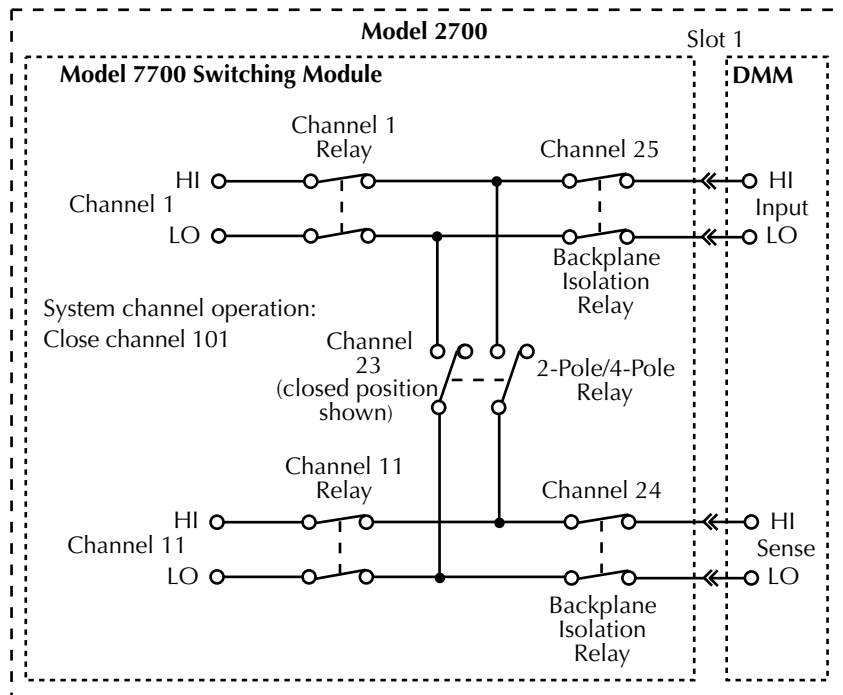 Model 2700
Slot 1
Model 7700 Switching Module
DMM
Channel 1
Relay
Channel 25
HI
HI
Channel 1
Input
LO
LO
Backplane
Isolation
Relay
System channel operation:
Close channel 101
Channel
23
(closed position
shown)
2-Pole/4-Pole
Relay
Channel 11
Relay
Channel 24
HI
HI
Channel 11
Sense
LO
LO
Backplane
Isolation
Relay